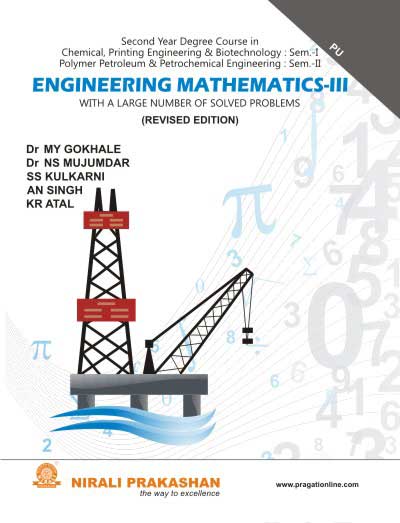 PU
Second Year Degree Course in
Chemical, Printing Engineering & Biotechnology : Sem.-I
Polymer Petroleum & Petrochemical Engineering : Sem.-II
ENGINEERING MATHEMATICS-III
WITH A LARGE NUMBER OF SOLVED PROBLEMS
(REVISED EDITION)
Dr MY GOKHALE
Dr NS MUJUMDAR
SS KULKARNI
AN SINGH
KR ATAL
NIRALI PRAKASHAN
the way to excellence
www.pragationline.com